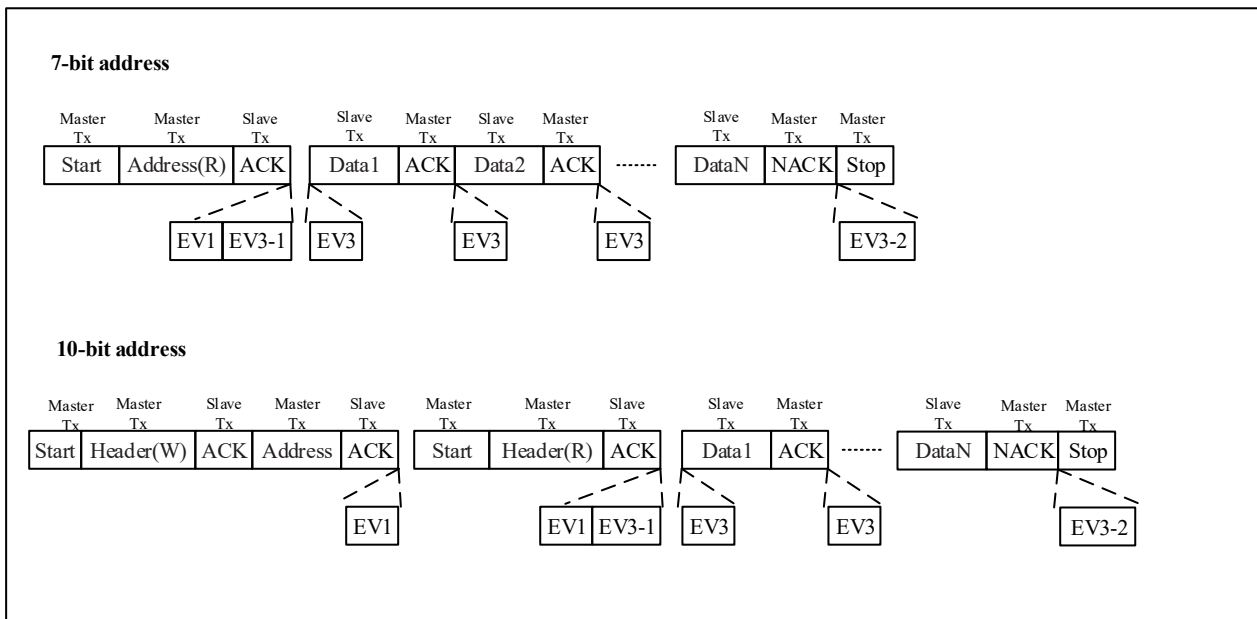 7-bit address
Master Tx Master Tx Slave Tx Slave Tx Master Tx Slave Tx Master Tx Slave Tx Master Tx Master Tx
Start Address(R) ACK Data1 ACK Data2 ACK ........ DataN NACK Stop
EV1 EV3-1 EV3 EV3 EV3 EV3-2
10-bit address
Master Tx Master Tx Slave Tx Master Tx Slave Tx Master Tx Master Tx Slave Tx Slave Tx Master Tx Slave Tx Master Tx Master Tx
Start Header(W) ACK Address ACK Start Header(R) ACK Data1 ACK ........ DataN NACK Stop
EV1 EV1 EV3-1 EV3 EV3 EV3-2